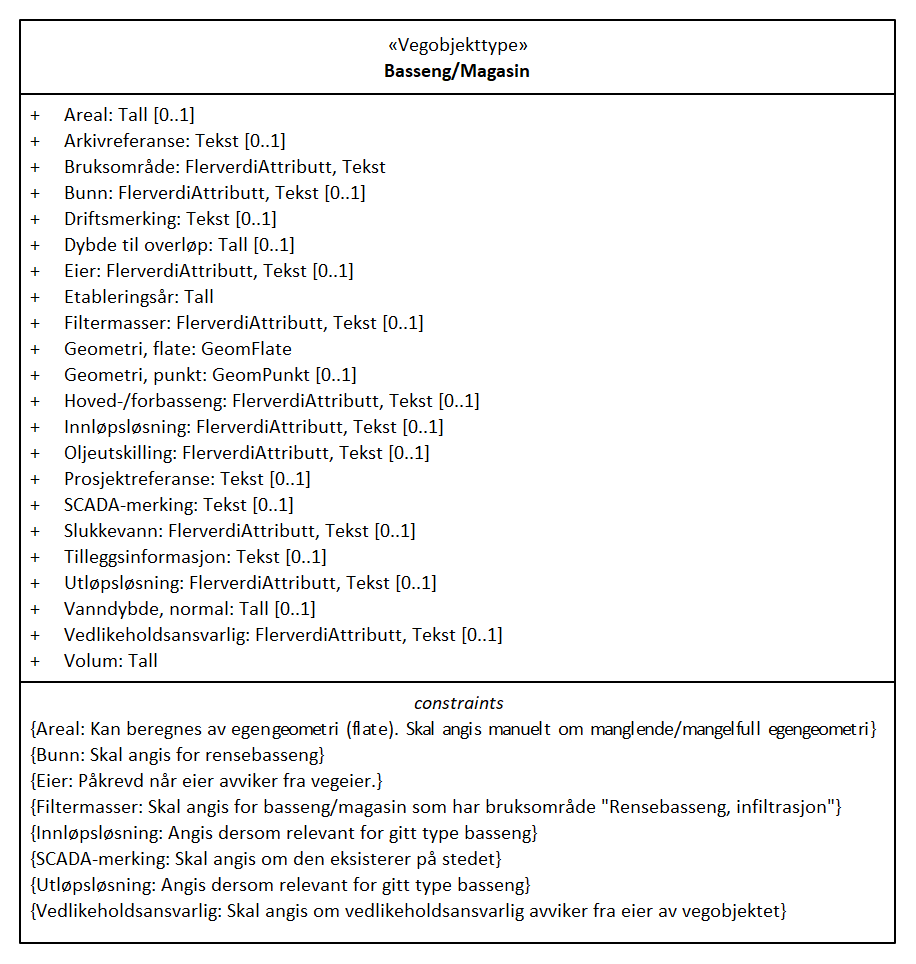 «Vegobjekttype»
Basseng/Magasin
+ Areal: Tall [0..1]
+ Arkivreferanse: Tekst [0..1]
+ Bruksområde: FlerverdiAttributt, Tekst
+ Bunn: FlerverdiAttributt, Tekst [0..1]
+ Driftsmerking: Tekst [0..1]
+ Dybde til overløp: Tall [0..1]
+ Eier: FlerverdiAttributt, Tekst [0..1]
+ Etableringsår: Tall
+ Filtermasser: FlerverdiAttributt, Tekst [0..1]
+ Geometri, flate: GeomFlate
+ Geometri, punkt: GeomPunkt [0..1]
+ Hoved-/forbasseng: FlerverdiAttributt, Tekst [0..1]
+ Innløpsløsning: FlerverdiAttributt, Tekst [0..1]
+ Oljeutskilling: FlerverdiAttributt, Tekst [0..1]
+ Prosjektreferanse: Tekst [0..1]
+ SCADA-merking: Tekst [0..1]
+ Slukkevann: FlerverdiAttributt, Tekst [0..1]
+ Tilleggsinformasjon: Tekst [0..1]
+ Utløpsløsning: FlerverdiAttributt, Tekst [0..1]
+ Vanndybde, normal: Tall [0..1]
+ Vedlikeholdsansvarlig: FlerverdiAttributt, Tekst [0..1]
+ Volum: Tall
constraints
{Areal: Kan beregnes av egengeometri (flate). Skal angis manuelt om manglende/mangelfull egengeometri}
{Bunn: Skal angis for rensebasseng}
{Eier: Påkrevd når eier avviker fra vegeier.}
{Filtermasser: Skal angis for basseng/magasin som har bruksområde "Rensebasseng, infiltrasjon"}
{Innløpsløsning: Angis dersom relevant for gitt type basseng}
{SCADA-merking: Skal angis om den eksisterer på stedet}
{Utløpsløsning: Angis dersom relevant for gitt type basseng}
{Vedlikeholdsansvarlig: Skal angis om vedlikeholdsansvarlig avviker fra eier av vegobjektet}